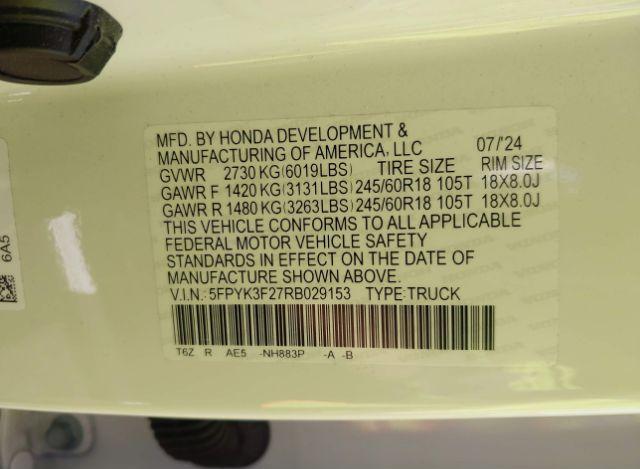 MFD. BY HONDA DEVELOPMENT &
MANUFACTURING OF AMERICA, LLC 07/'24
GVWR 2730 KG(6019LBS) TIRE SIZE RIM SIZE
GAWR F 1420 KG(3131LBS) 245/60R18 105T 18X8.0J
GAWR R 1480 KG(3263LBS) 245/60R18 105T 18X8.0J
THIS VEHICLE CONFORMS TO ALL APPLICABLE
FEDERAL MOTOR VEHICLE SAFETY
STANDARDS IN EFFECT ON THE DATE OF
MANUFACTURE SHOWN ABOVE.
V.I.N.: 5FPYK3F27RB029153 TYPE:TRUCK
T6Z R AE5 -NH883P -A -B
6A5